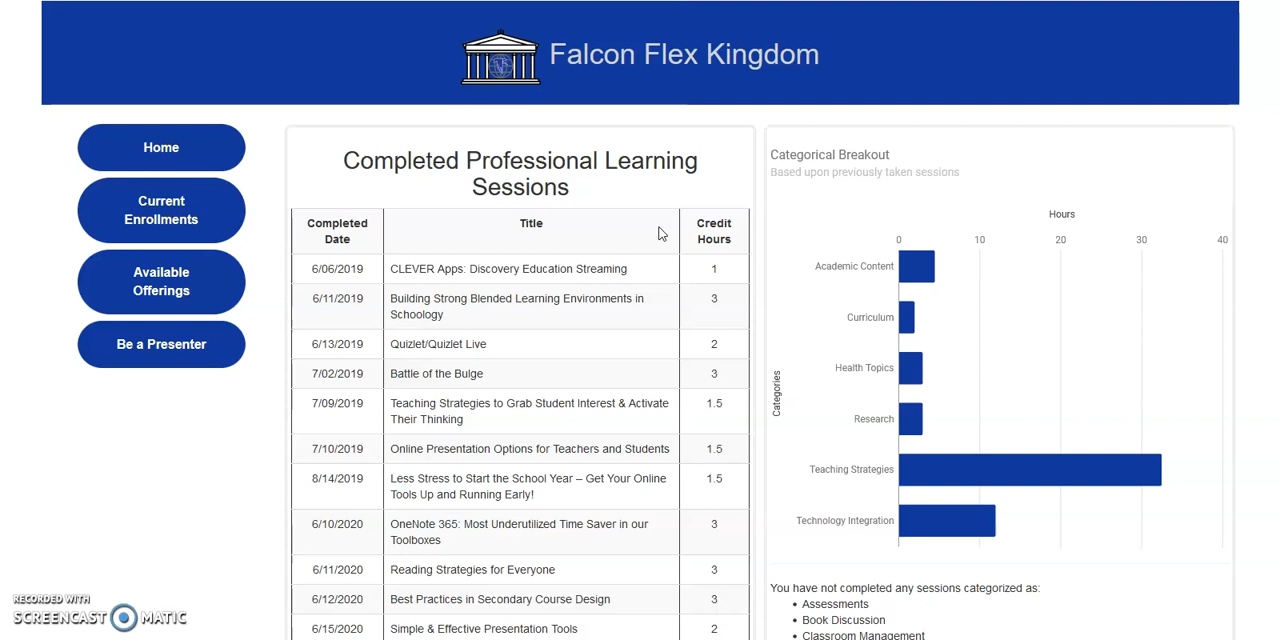 Falcon Flex Kingdom
Home
Current
Enrollments
Available
Offerings
Be a Presenter
Completed Professional Learning
Sessions
Completed
Date
Title
Credit
Hours
6/06/2019 CLEVER Apps: Discovery Education Streaming 1
6/11/2019 Building Strong Blended Learning Environments in 3
Schoology
6/13/2019 Quizlet/Quizlet Live 2
7/02/2019 Battle of the Bulge 3
7/09/2019 Teaching Strategies to Grab Student Interest & Activate 1.5
Their Thinking
7/10/2019 Online Presentation Options for Teachers and Students 1.5
8/14/2019 Less Stress to Start the School Year – Get Your Online 1.5
Tools Up and Running Early!
6/10/2020 OneNote 365: Most Underutilized Time Saver in our 3
Toolboxes
6/11/2020 Reading Strategies for Everyone 3
6/12/2020 Best Practices in Secondary Course Design 3
6/15/2020 Simple & Effective Presentation Tools 2
Categorical Breakout
Based upon previously taken sessions
Hours
0 10 20 30 40
Categories
Academic Content
Curriculum
Health Topics
Research
Teaching Strategies
Technology Integration
You have not completed any sessions categorized as:
• Assessments
• Book Discussion
• Classroom Management
RECORDED WITH
SCREENCAST MATIC